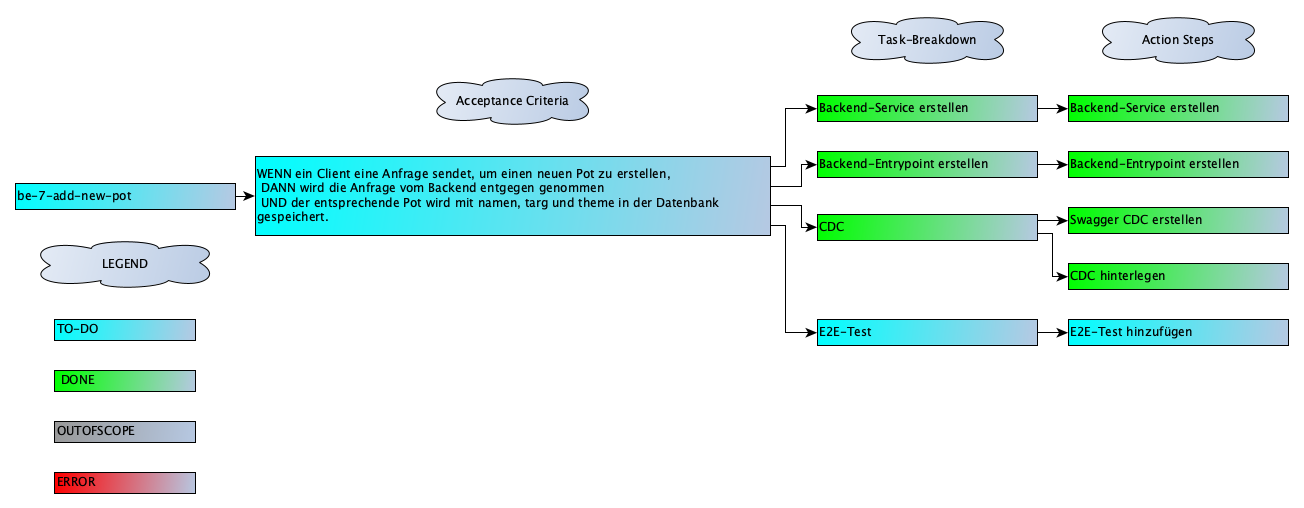 Task-Breakdown
Action Steps
Acceptance Criteria
be-7-add-new-pot
WENN ein Client eine Anfrage sendet, um einen neuen Pot zu erstellen,
DANN wird die Anfrage vom Backend entgegen genommen
UND der entsprechende Pot wird mit namen, targ und theme in der Datenbank
gespeichert.
Backend-Service erstellen
Backend-Service erstellen
Backend-Entrypoint erstellen
Backend-Entrypoint erstellen
CDC
Swagger CDC erstellen
CDC hinterlegen
E2E-Test
E2E-Test hinzufügen
LEGEND
TO-DO
DONE
OUTOFSCOPE
ERROR